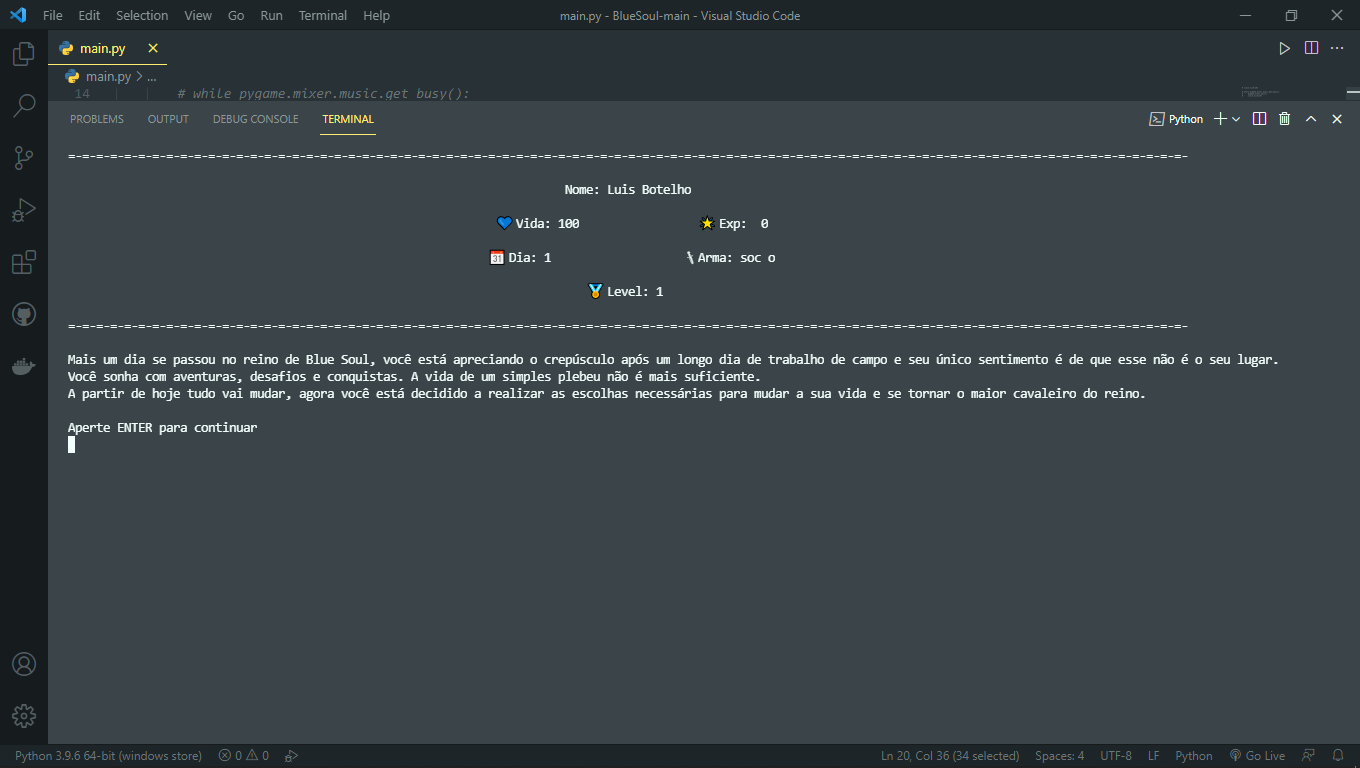 File Edit Selection View Go Run Terminal Help main.py - BlueSoul-main - Visual Studio Code
main.py
main.py > ...
14 # while pygame.mixer.music.get_busy():
PROBLEMS OUTPUT DEBUG CONSOLE TERMINAL Python
=-=-=-=-=-=-=-=-=-=-=-=-=-=-=-=-=-=-=-=-=-=-=-=-=-=-=-=-=-=-=-=-=-=-=-=-=-=-=-=-=-=-=-=-=-=-=-=-=-=-=-=-=-=-=-=-=-=-=-=-=-=-=-=-=-=-=-=-=-=-=-=-=-=-=-=-=-=-=-=-
Nome: Luis Botelho
💙 Vida: 100 🌟 Exp: 0
📅 Dia: 1 Arma: soc o
🏅 Level: 1
=-=-=-=-=-=-=-=-=-=-=-=-=-=-=-=-=-=-=-=-=-=-=-=-=-=-=-=-=-=-=-=-=-=-=-=-=-=-=-=-=-=-=-=-=-=-=-=-=-=-=-=-=-=-=-=-=-=-=-=-=-=-=-=-=-=-=-=-=-=-=-=-=-=-=-=-=-=-=-=-
Mais um dia se passou no reino de Blue Soul, você está apreciando o crepúsculo após um longo dia de trabalho de campo e seu único sentimento é de que esse não é o seu lugar.
Você sonha com aventuras, desafios e conquistas. A vida de um simples plebeu não é mais suficiente.
A partir de hoje tudo vai mudar, agora você está decidido a realizar as escolhas necessárias para mudar a sua vida e se tornar o maior cavaleiro do reino.
Aperte ENTER para continuar
Python 3.9.6 64-bit (windows store) 0 0 Ln 20, Col 36 (34 selected) Spaces: 4 UTF-8 LF Python Go Live